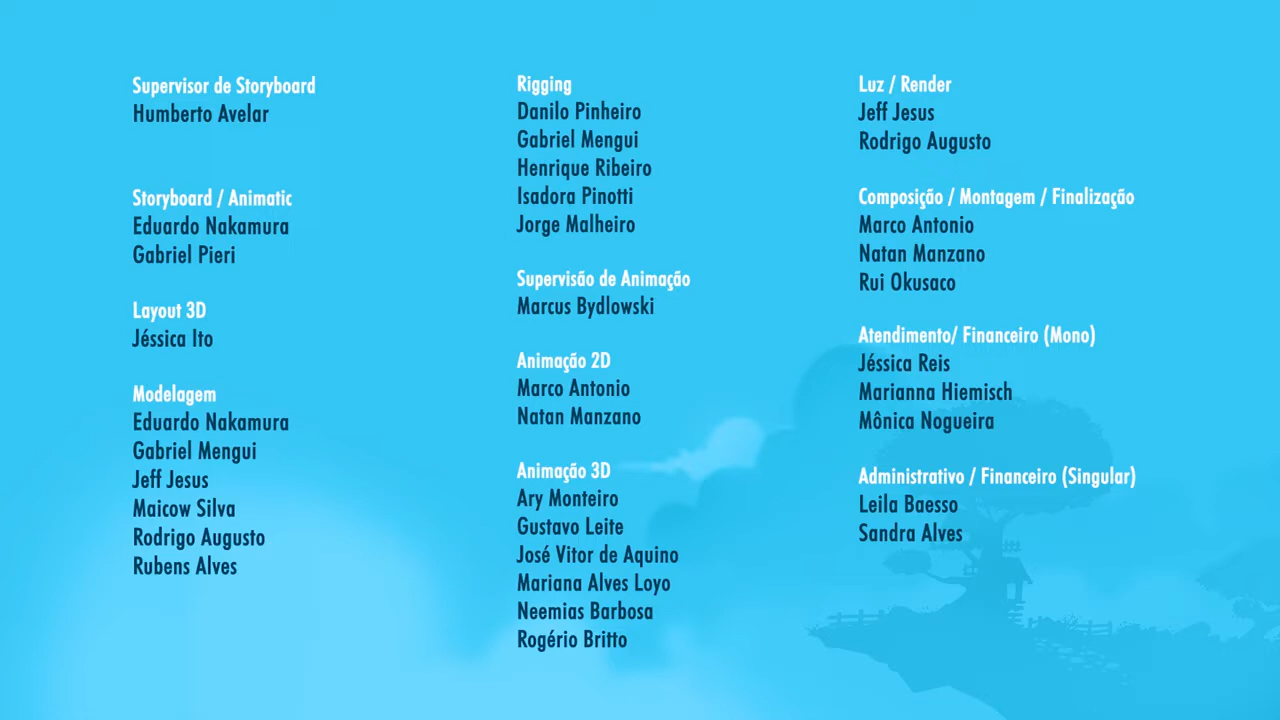 Supervisor de Storyboard
Humberto Avelar
Storyboard / Animatic
Eduardo Nakamura
Gabriel Pieri
Layout 3D
Jéssica Ito
Modelagem
Eduardo Nakamura
Gabriel Mengui
Jeff Jesus
Maicow Silva
Rodrigo Augusto
Rubens Alves
Rigging
Danilo Pinheiro
Gabriel Mengui
Henrique Ribeiro
Isadora Pinotti
Jorge Malheiro
Supervisão de Animação
Marcus Bydlowski
Animação 2D
Marco Antonio
Natan Manzano
Animação 3D
Ary Monteiro
Gustavo Leite
José Vitor de Aquino
Mariana Alves Loyo
Neemias Barbosa
Rogério Britto
Luz / Render
Jeff Jesus
Rodrigo Augusto
Composição / Montagem / Finalização
Marco Antonio
Natan Manzano
Rui Okusaco
Atendimento/ Financeiro (Mono)
Jéssica Reis
Marianna Hiemisch
Mônica Nogueira
Administrativo / Financeiro (Singular)
Leila Baesso
Sandra Alves